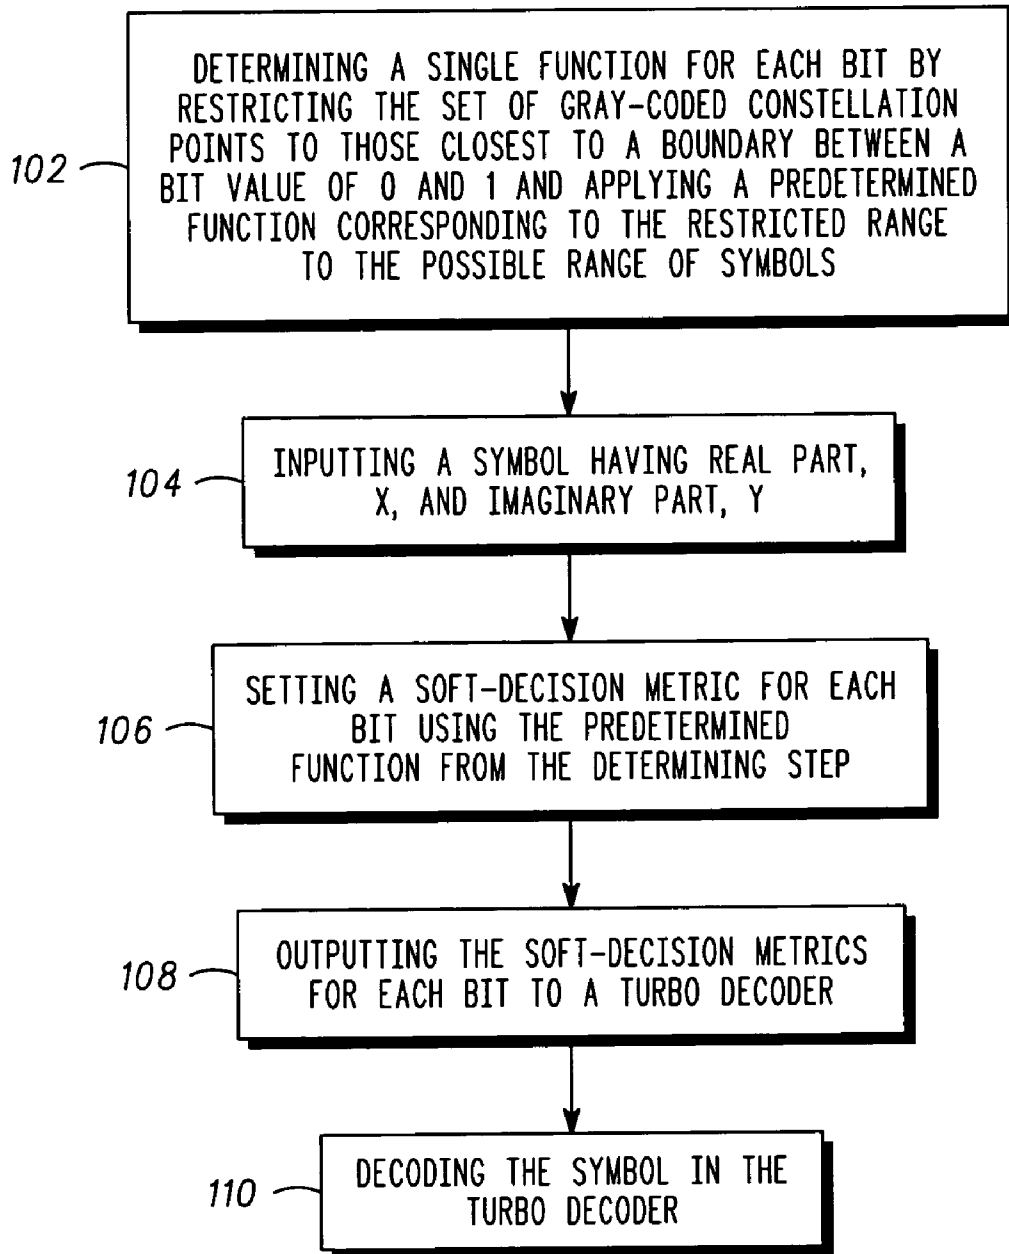 DETERMINING A SINGLE FUNCTION FOR EACH BIT BY
RESTRICTING THE SET OF GRAY-CODED CONSTELLATION
POINTS TO THOSE CLOSEST TO A BOUNDARY BETWEEN A
BIT VALUE OF 0 AND 1 AND APPLYING A PREDETERMINED
FUNCTION CORRESPONDING TO THE RESTRICTED RANGE
TO THE POSSIBLE RANGE OF SYMBOLS
102
INPUTTING A SYMBOL HAVING REAL PART,
X, AND IMAGINARY PART, Y
104
SETTING A SOFT-DECISION METRIC FOR EACH
BIT USING THE PREDETERMINED
FUNCTION FROM THE DETERMINING STEP
106
OUTPUTTING THE SOFT-DECISION METRICS
FOR EACH BIT TO A TURBO DECODER
108
DECODING THE SYMBOL IN THE
TURBO DECODER
110